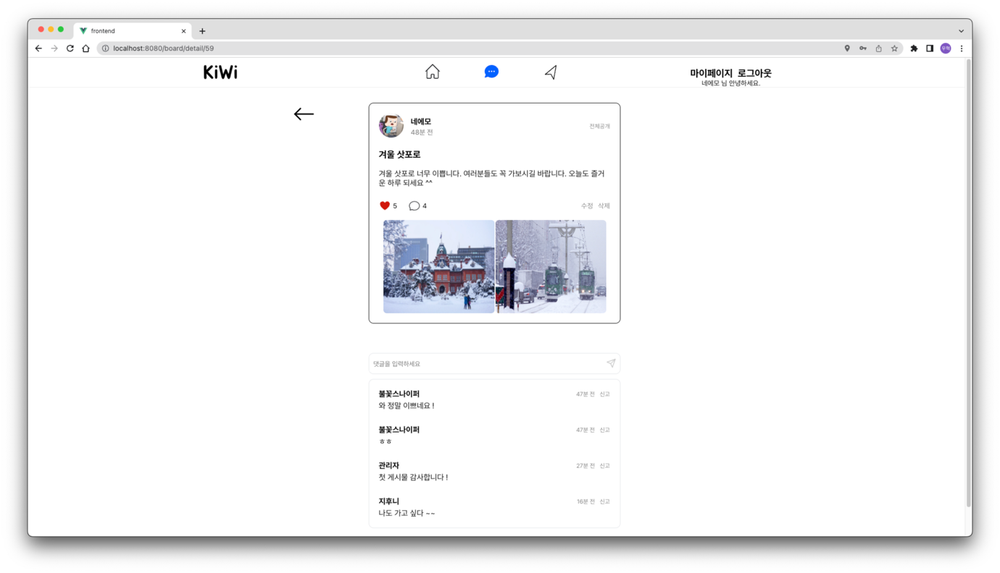 frontend
localhost:8080/board/detail/59
우혁
KiWi
마이페이지 로그아웃
네에모 님 안녕하세요.
네에모
48분 전
전체공개
겨울 삿포로
겨울 삿포로 너무 이쁩니다. 여러분들도 꼭 가보시길 바랍니다. 오늘도 즐거
운 하루 되세요 ^^
5 4
수정 삭제
댓글을 입력하세요
불꽃스나이퍼
47분 전 신고
와 정말 이쁘네요 !
불꽃스나이퍼
47분 전 신고
ㅎㅎ
관리자
27분 전 신고
첫 게시물 감사합니다 !
지후니
16분 전 신고
나도 가고 싶다 ~~